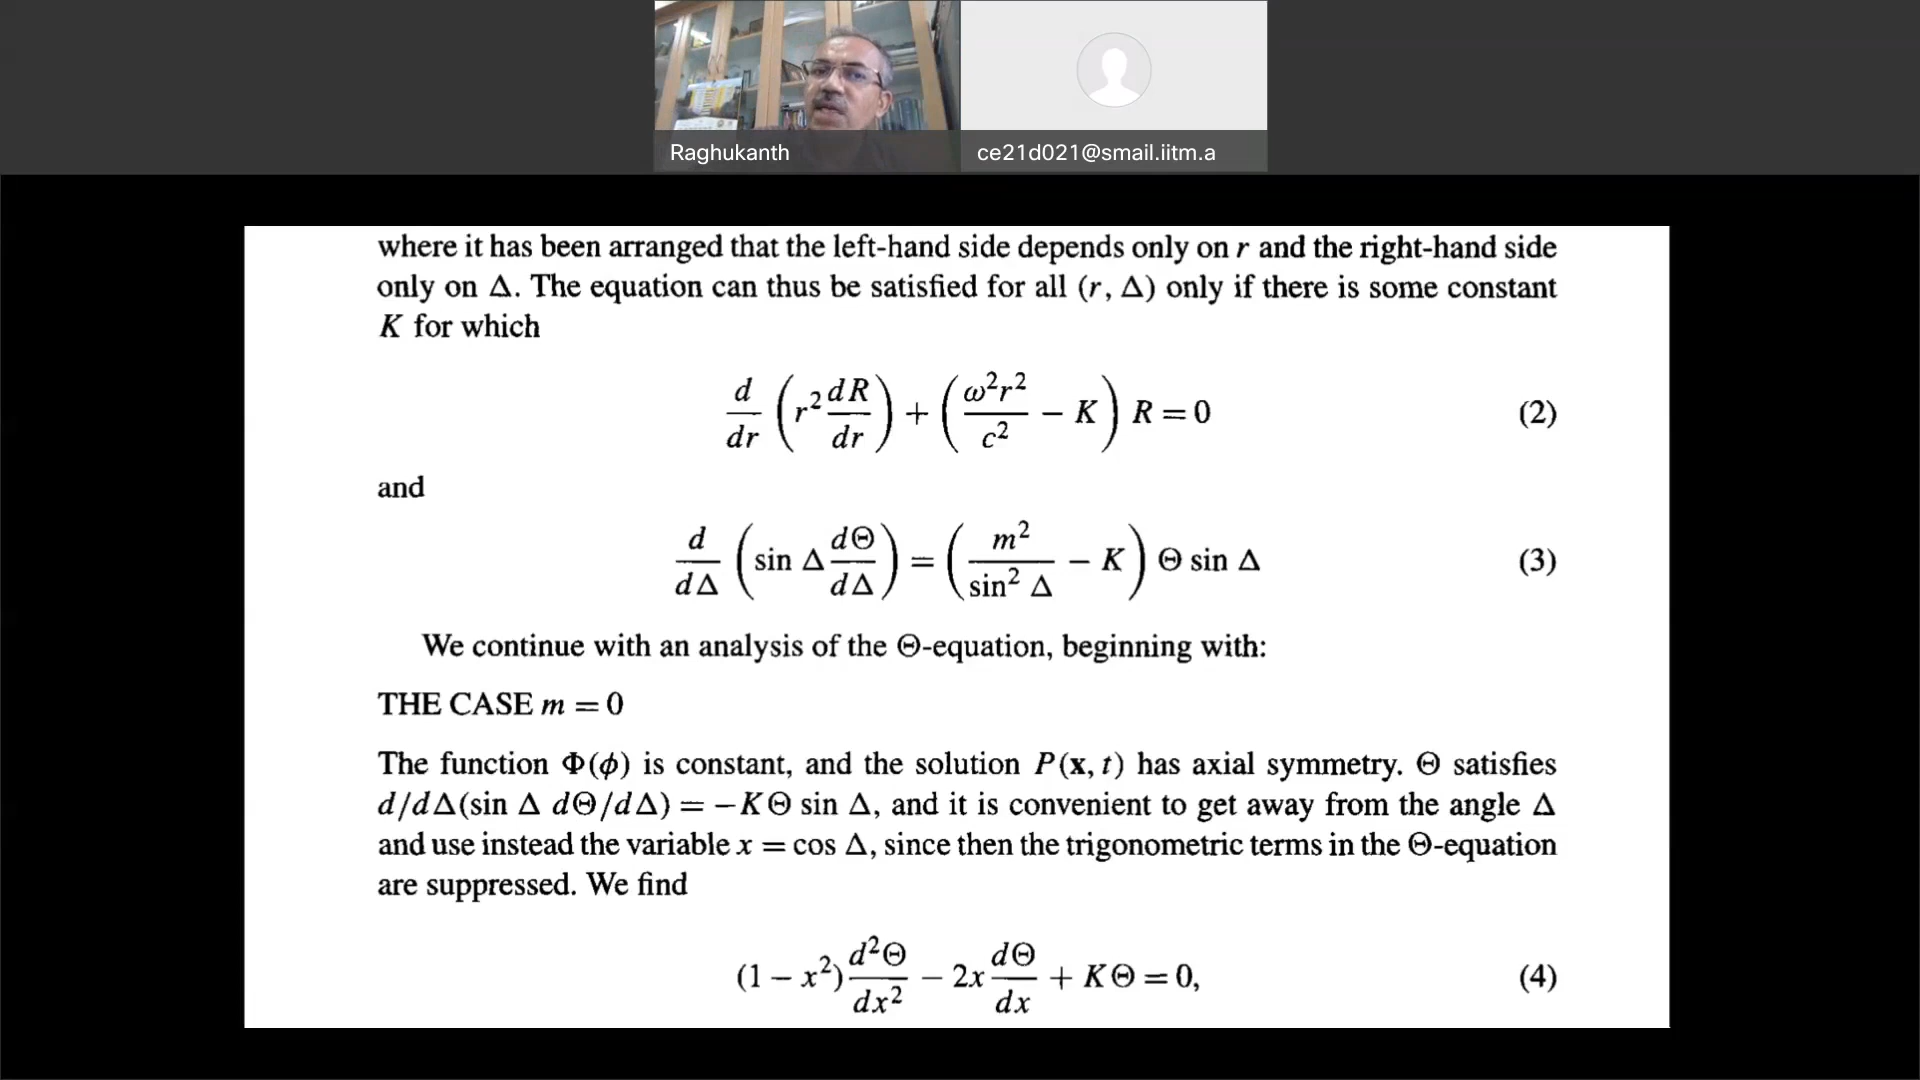 Raghukanth
ce21d021@smail.iitm.a
where it has been arranged that the left-hand side depends only on r and the right-hand side
only on Δ. The equation can thus be satisfied for all (r, Δ) only if there is some constant
K for which
d/dr (r² dR/dr) + (ω²r²/c² − K) R = 0 (2)
and
d/dΔ (sin Δ dΘ/dΔ) = (m²/sin² Δ − K) Θ sin Δ (3)
We continue with an analysis of the Θ-equation, beginning with:
THE CASE m = 0
The function Φ(ϕ) is constant, and the solution P(x, t) has axial symmetry. Θ satisfies
d/dΔ(sin Δ dΘ/dΔ) = −KΘ sin Δ, and it is convenient to get away from the angle Δ
and use instead the variable x = cos Δ, since then the trigonometric terms in the Θ-equation
are suppressed. We find
(1 − x²) d²Θ/dx² − 2x dΘ/dx + KΘ = 0, (4)